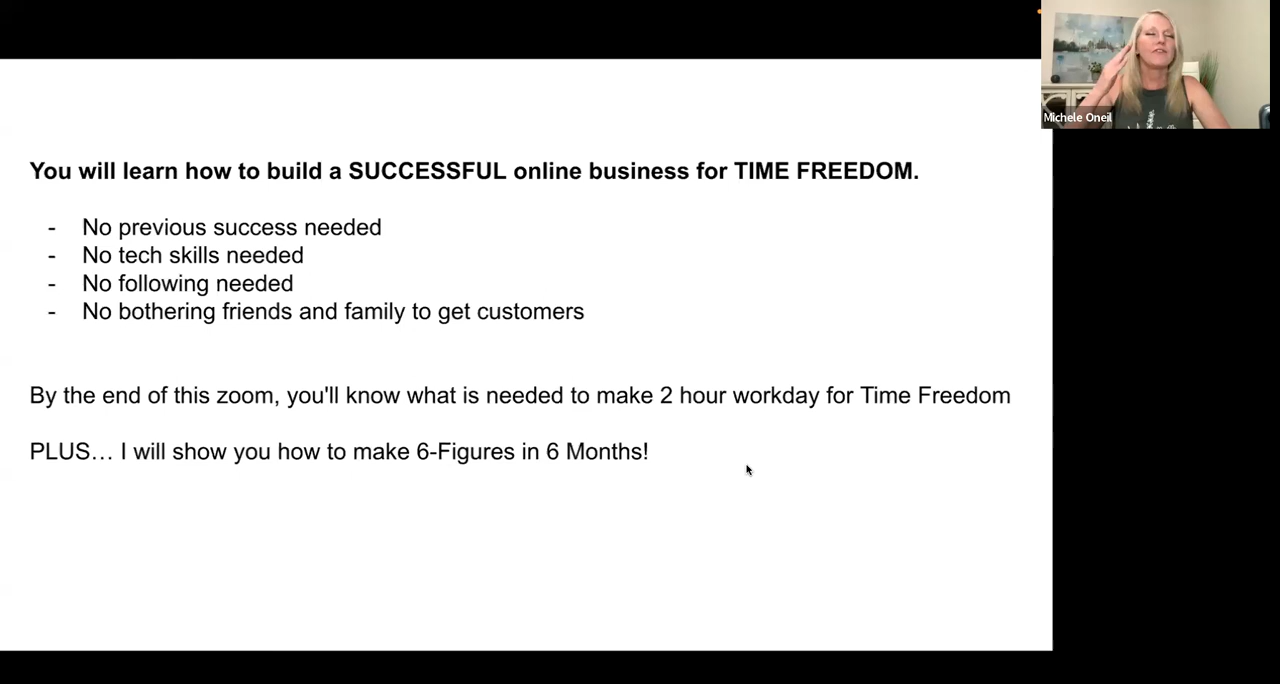 Michele Oneil
You will learn how to build a SUCCESSFUL online business for TIME FREEDOM.
- No previous success needed
- No tech skills needed
- No following needed
- No bothering friends and family to get customers
By the end of this zoom, you'll know what is needed to make 2 hour workday for Time Freedom
PLUS… I will show you how to make 6-Figures in 6 Months!